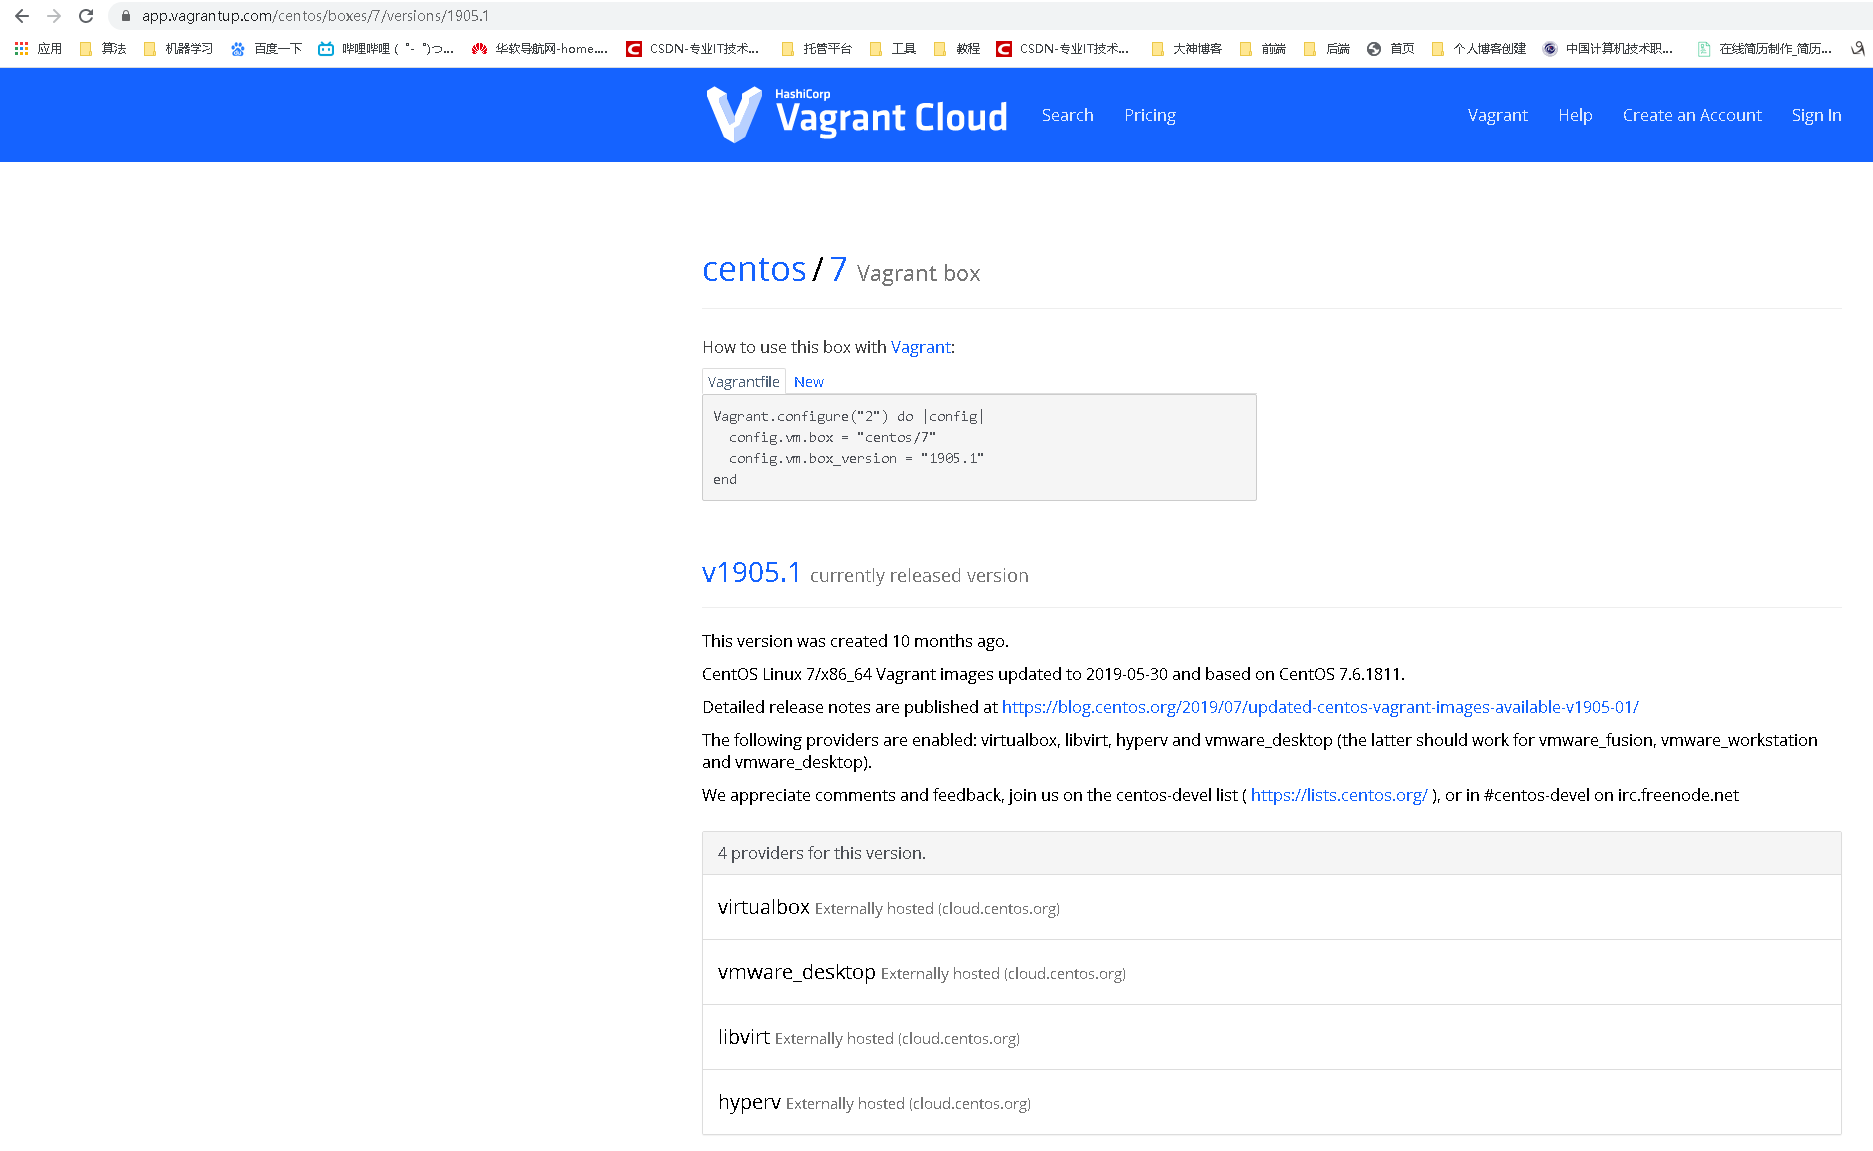 app.vagrantup.com/centos/boxes/7/versions/1905.1
应用 算法 机器学习 百度一下 哔哩哔哩 ( ゜- ゜)つ... 华软导航网-home.... CSDN-专业IT技术... 托管平台 工具 教程 CSDN-专业IT技术... 大神博客 前端 后端 首页 个人博客创建 中国计算机技术职... 在线简历制作_简历...
HashiCorp
Vagrant Cloud Search Pricing Vagrant Help Create an Account Sign In
centos / 7 Vagrant box
How to use this box with Vagrant:
Vagrantfile New
Vagrant.configure("2") do |config|
config.vm.box = "centos/7"
config.vm.box_version = "1905.1"
end
v1905.1 currently released version
This version was created 10 months ago.
CentOS Linux 7/x86_64 Vagrant images updated to 2019-05-30 and based on CentOS 7.6.1811.
Detailed release notes are published at https://blog.centos.org/2019/07/updated-centos-vagrant-images-available-v1905-01/
The following providers are enabled: virtualbox, libvirt, hyperv and vmware_desktop (the latter should work for vmware_fusion, vmware_workstation
and vmware_desktop).
We appreciate comments and feedback, join us on the centos-devel list ( https://lists.centos.org/ ), or in #centos-devel on irc.freenode.net
4 providers for this version.
virtualbox Externally hosted (cloud.centos.org)
vmware_desktop Externally hosted (cloud.centos.org)
libvirt Externally hosted (cloud.centos.org)
hyperv Externally hosted (cloud.centos.org)